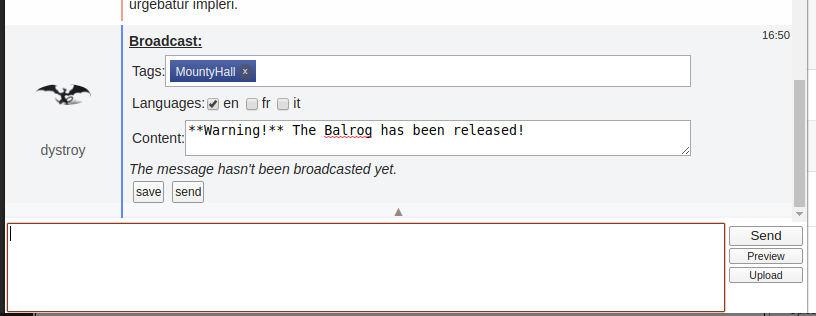 urgebatur impleri.
Broadcast: 16:50
Tags: MountyHall x
Languages: en fr it
Content: **Warning!** The Balrog has been released!
dystroy
The message hasn't been broadcasted yet.
save send
Send
Preview
Upload